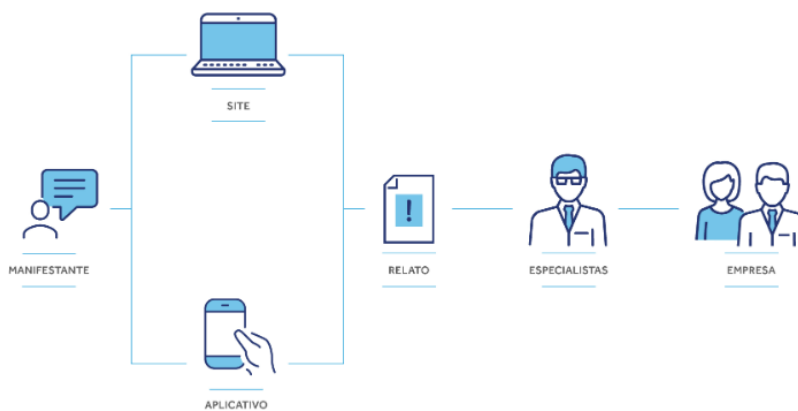 SITE
MANIFESTANTE
RELATO
ESPECIALISTAS
EMPRESA
APLICATIVO